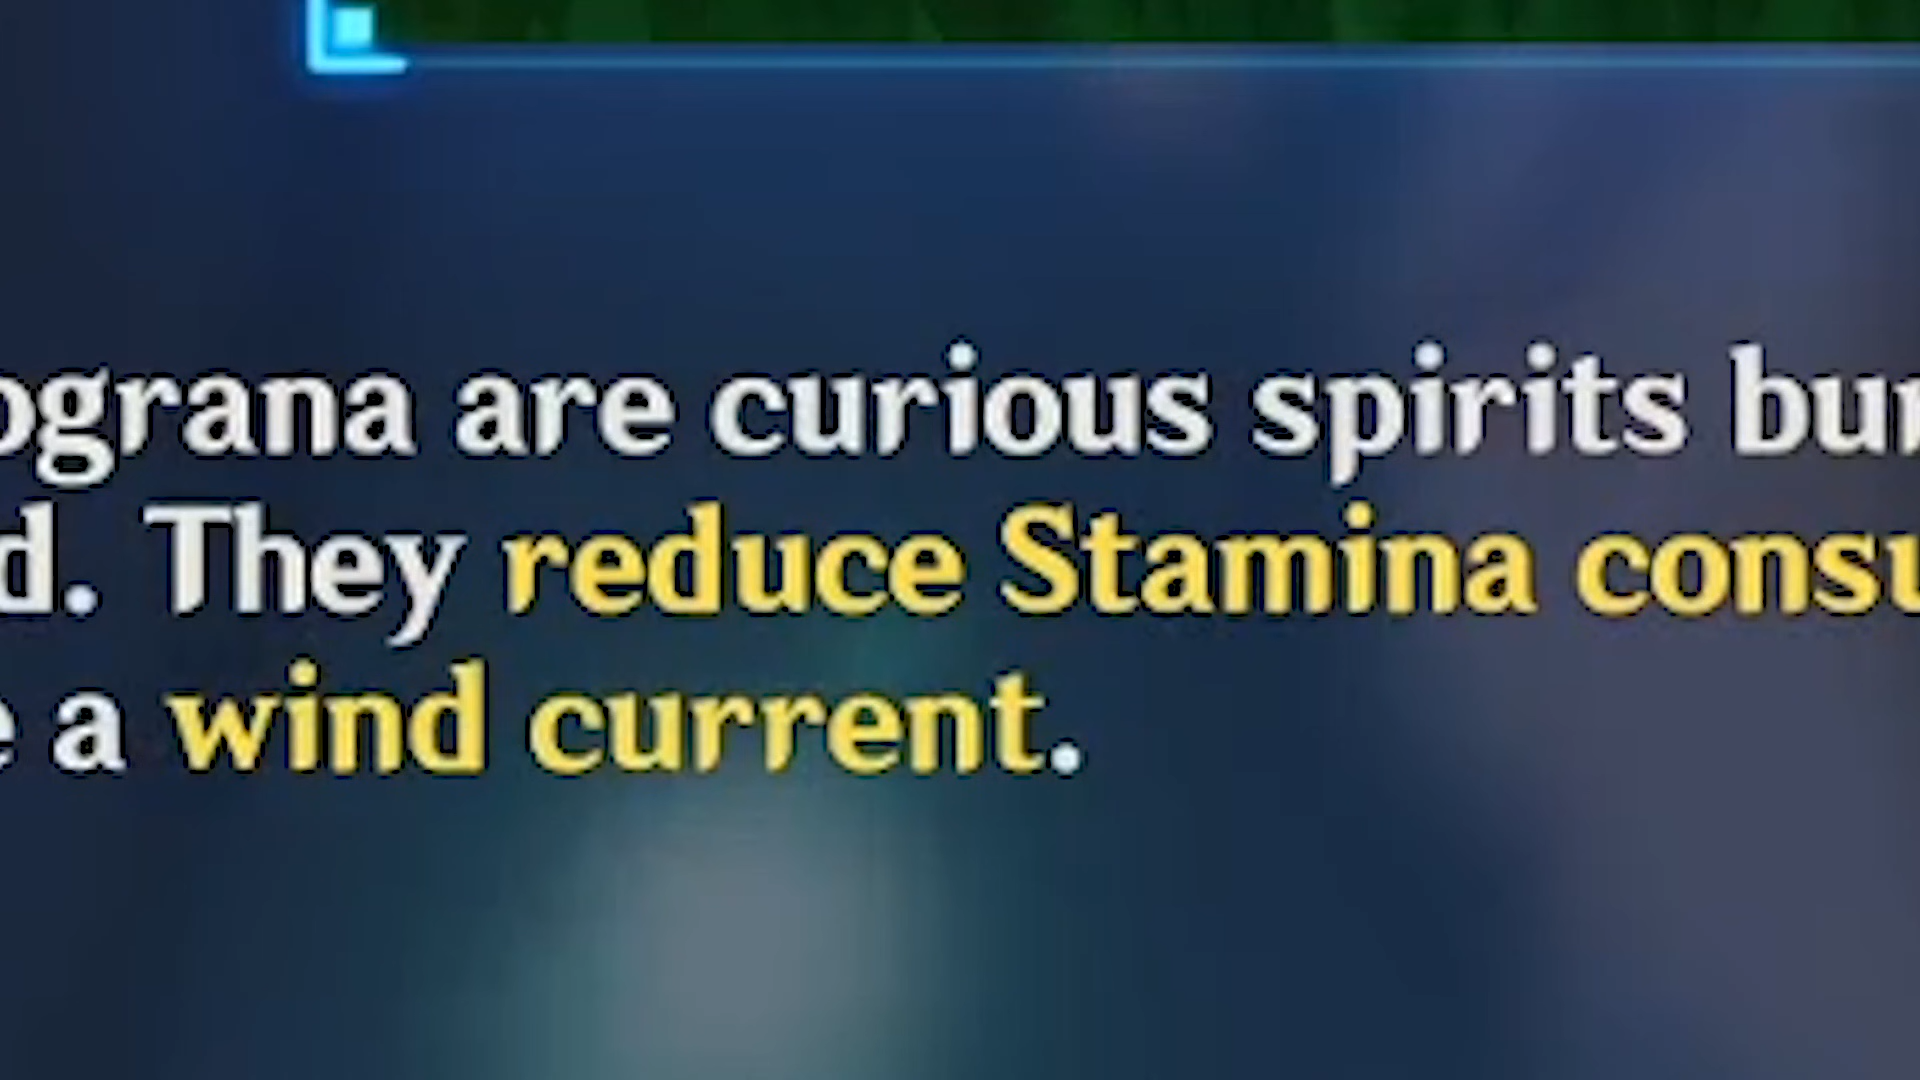 ograna are curious spirits bur
d. They reduce Stamina consu
e a wind current.